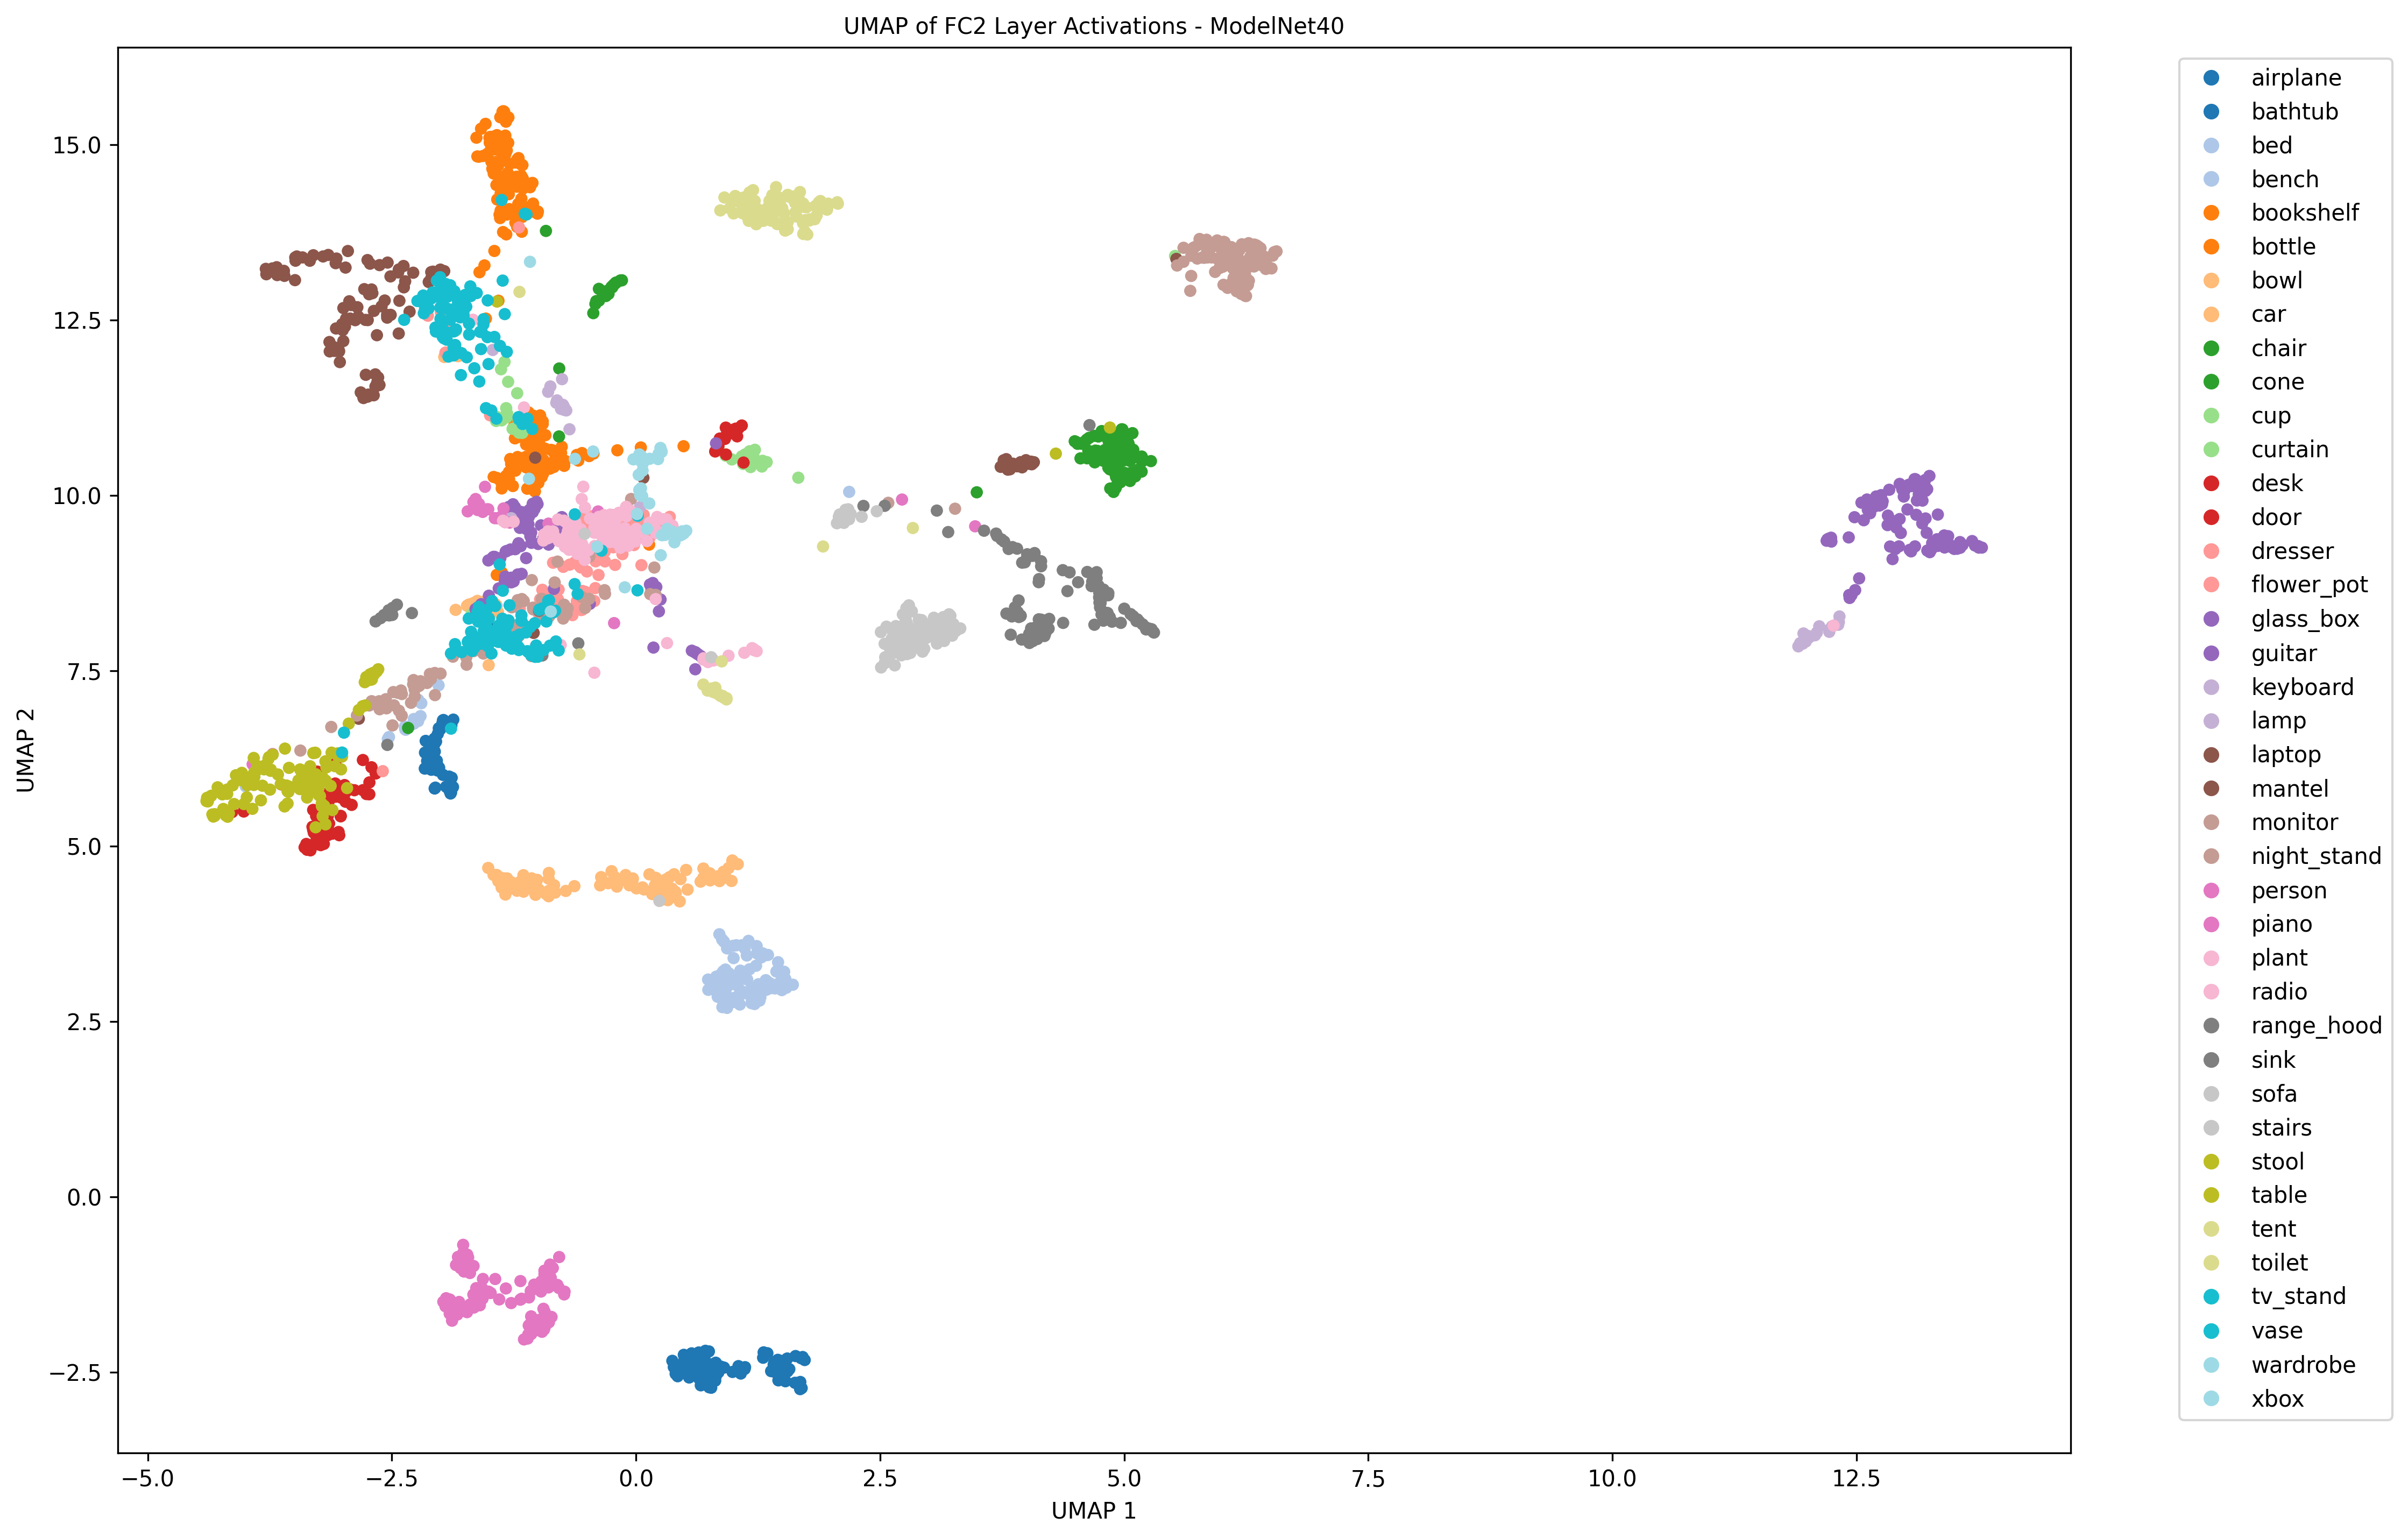 UMAP of FC2 Layer Activations - ModelNet40
15.0
12.5
10.0
7.5
5.0
2.5
0.0
−2.5
UMAP 2
−5.0
−2.5
0.0
2.5
5.0
7.5
10.0
12.5
UMAP 1
airplane
bathtub
bed
bench
bookshelf
bottle
bowl
car
chair
cone
cup
curtain
desk
door
dresser
flower_pot
glass_box
guitar
keyboard
lamp
laptop
mantel
monitor
night_stand
person
piano
plant
radio
range_hood
sink
sofa
stairs
stool
table
tent
toilet
tv_stand
vase
wardrobe
xbox